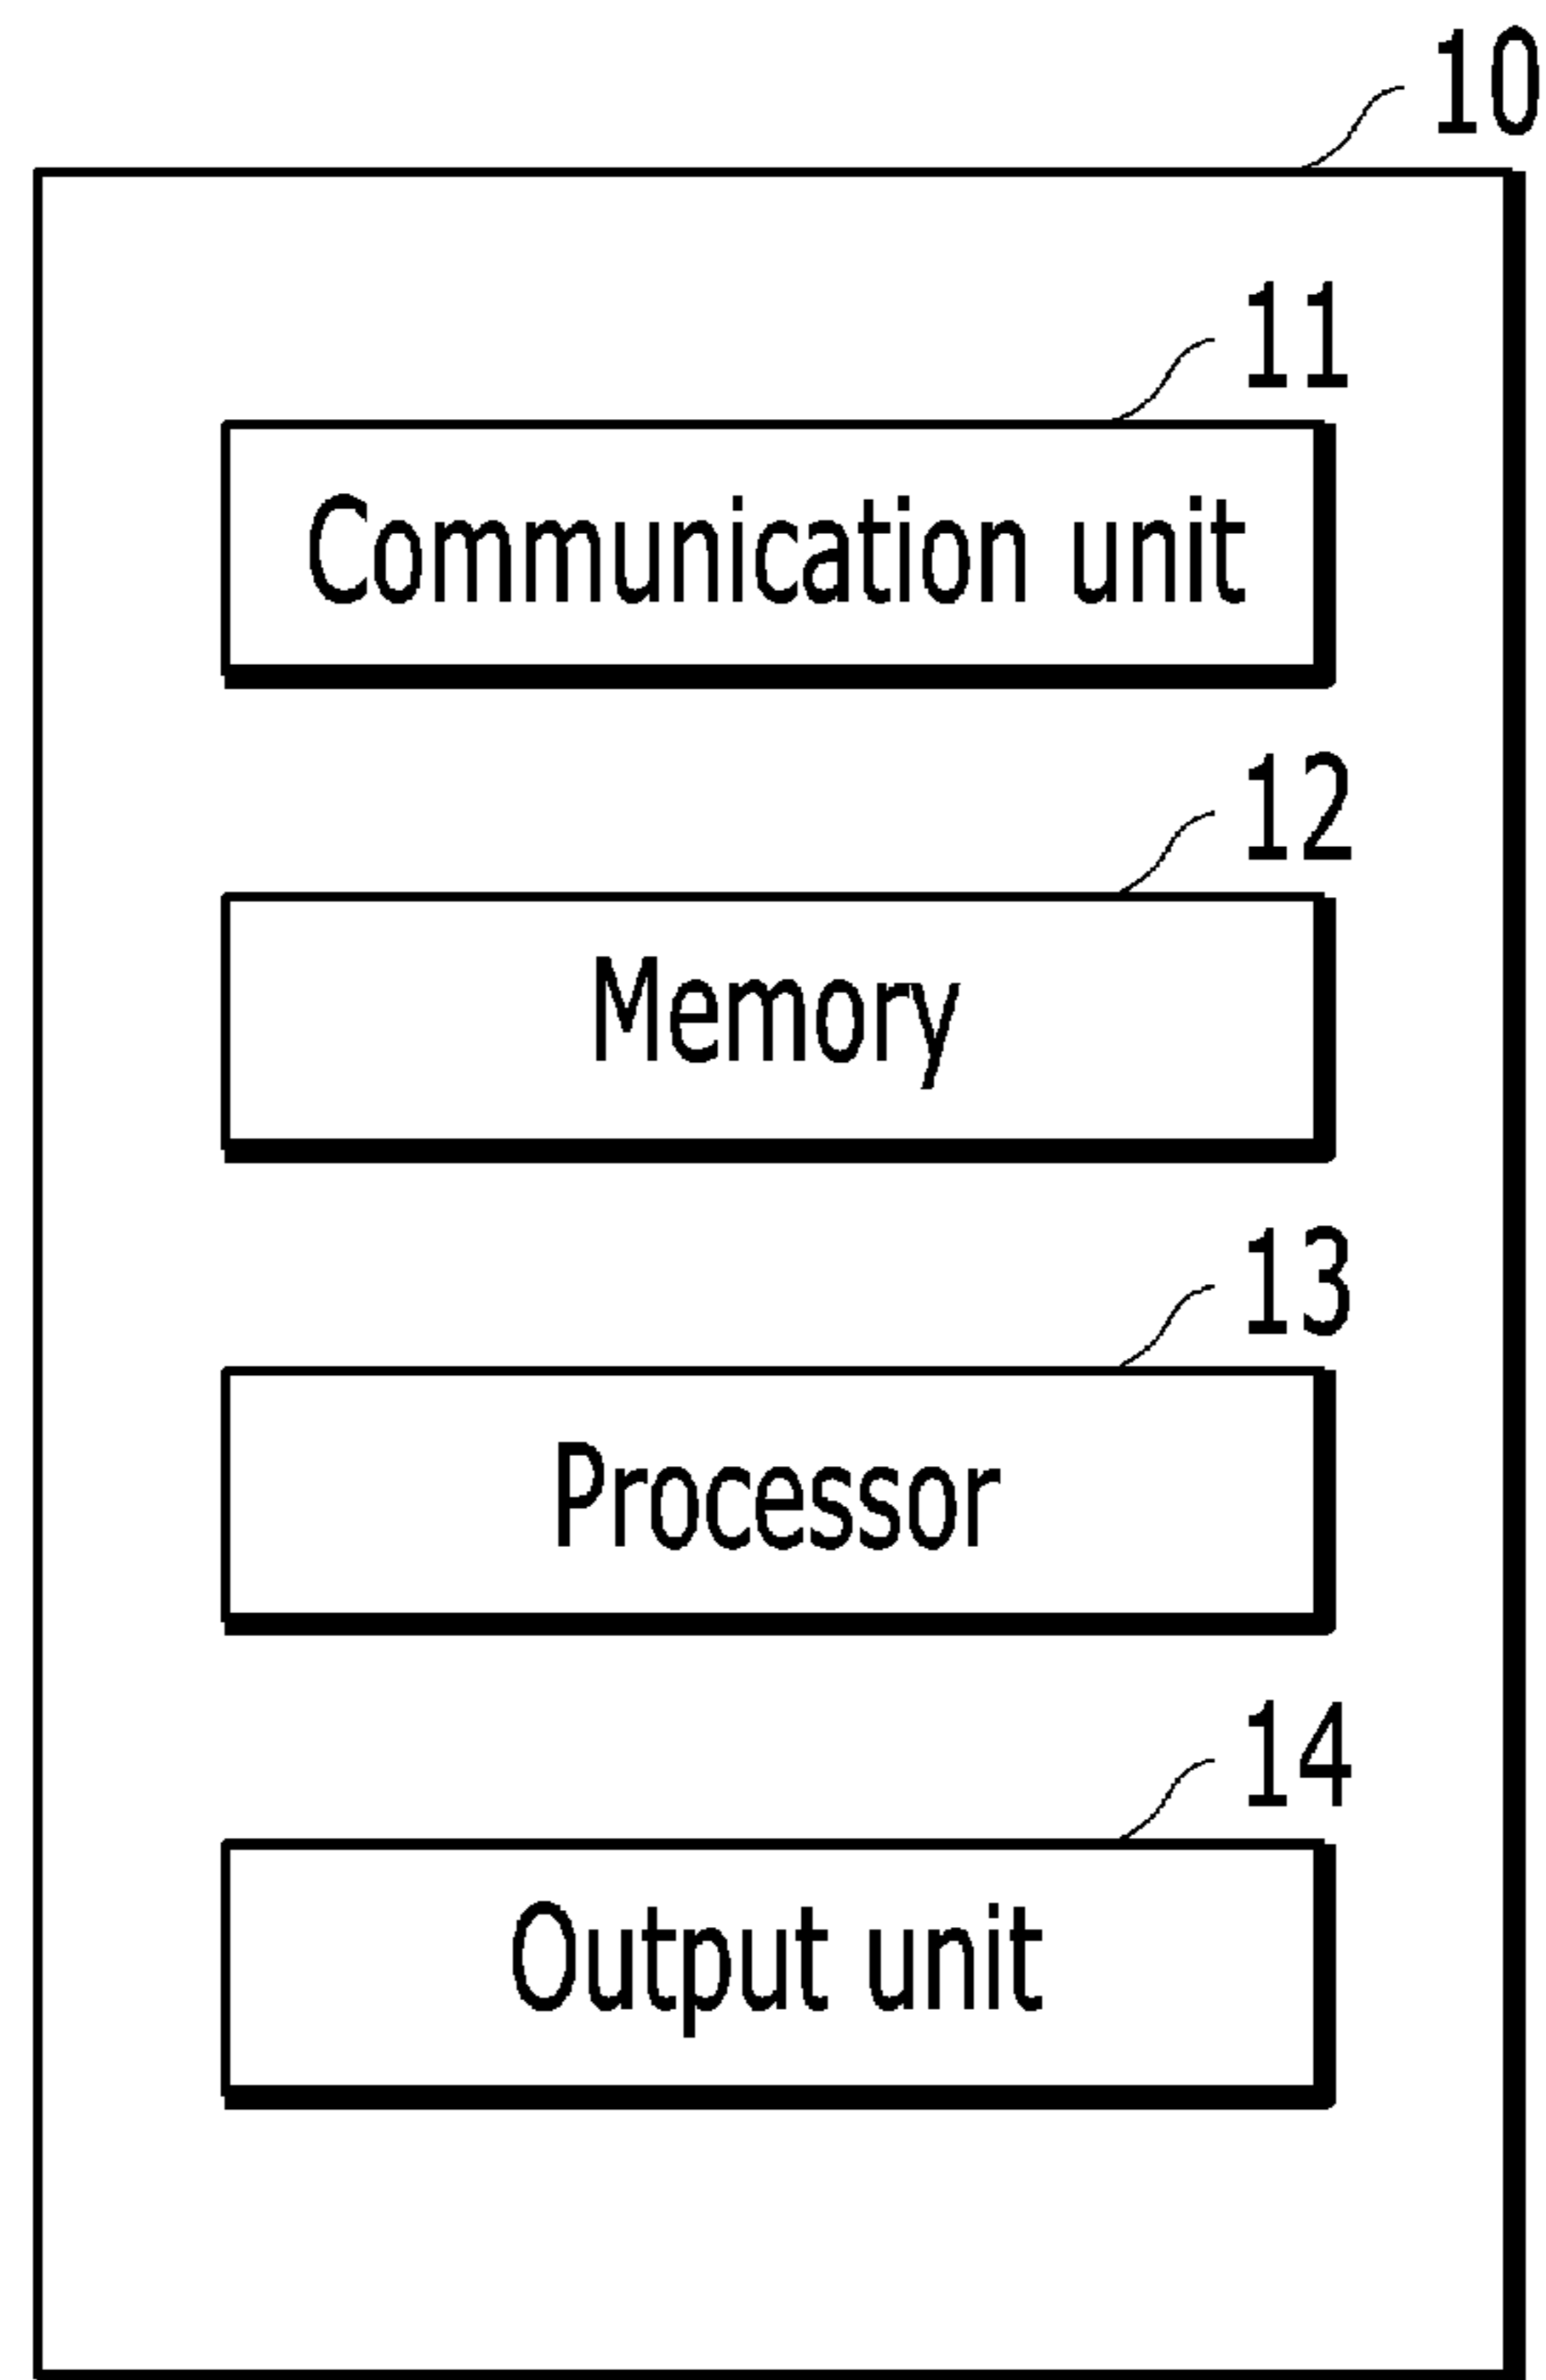 10
11
Communication unit
12
Memory
13
Processor
14
Output unit